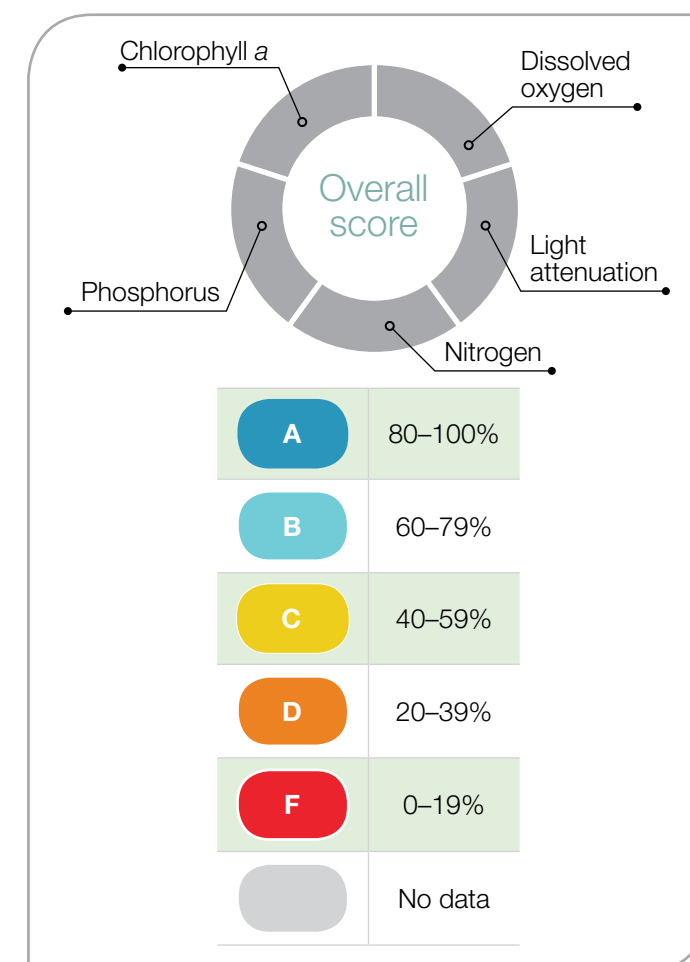 Chlorophyll a
Dissolved
oxygen
Overall
score
Light
attenuation
Phosphorus
Nitrogen
A 80–100%
B 60–79%
C 40–59%
D 20–39%
F 0–19%
No data